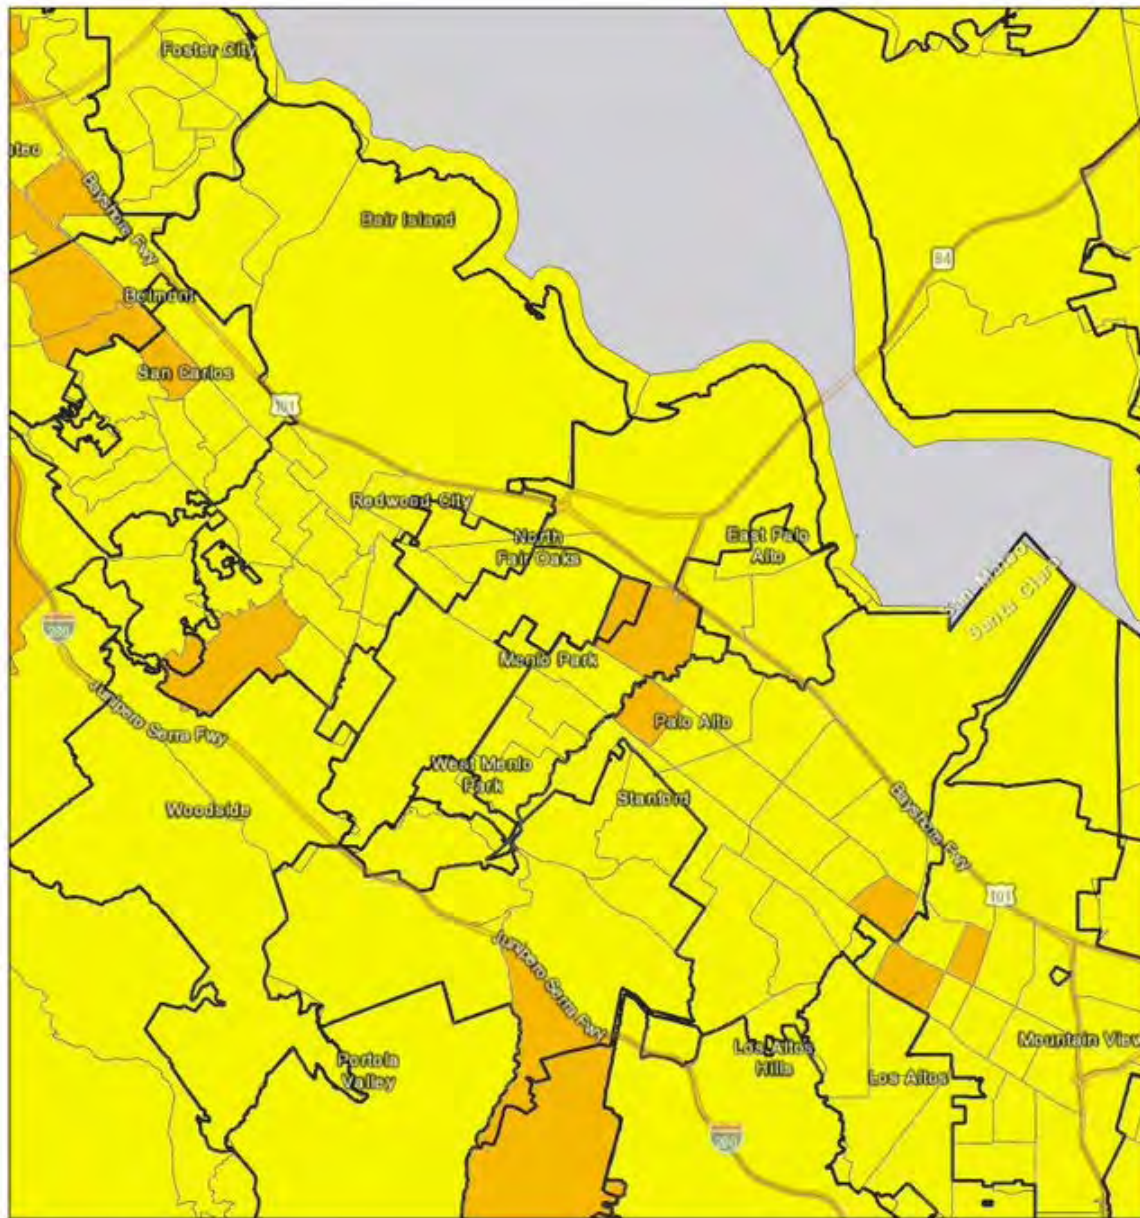 Foster City
ateo
Bayshore Fwy
Bair Island
84
Belmont
San Carlos
101
Redwood City
North
Fair Oaks
East Palo
Alto
San Mateo
Santa Clara
280
Menlo Park
Junipero Serra Fwy
Palo Alto
West Menlo
Park
Stanford
Woodside
Bayshore Fwy
101
Junipero Serra Fwy
Mountain View
Portola
Valley
Los Altos
Hills
Los Altos
280